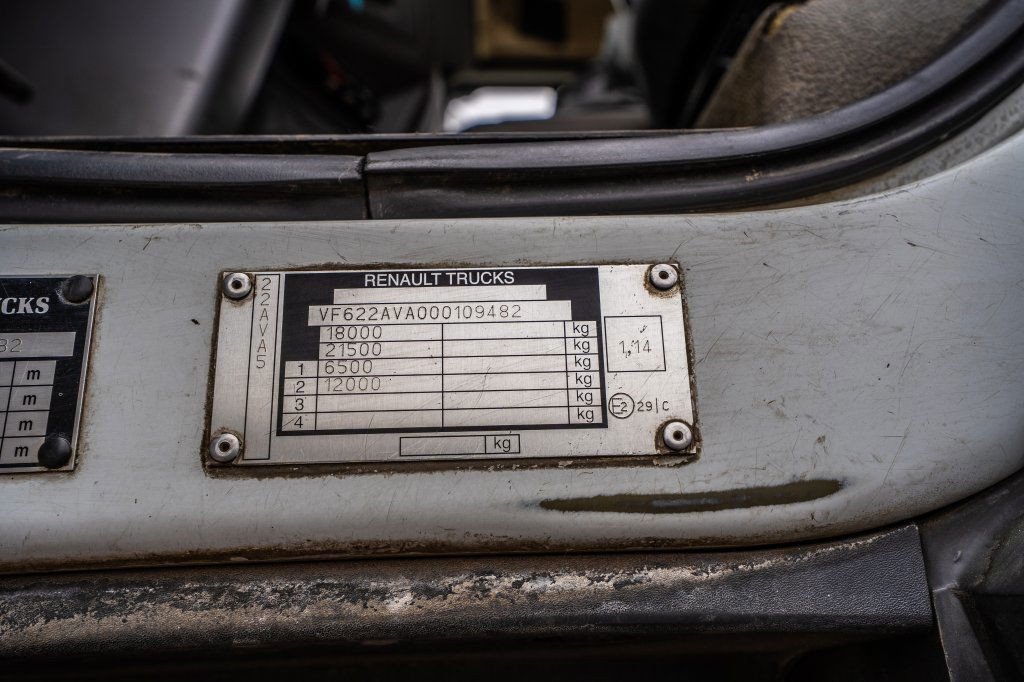 UCKS
82
m
m
m
m
22AVA5
RENAULT TRUCKS
VF622AVA000109482
18000 kg
21500 kg
1 6500 kg
2 12000 kg
3 kg
4 kg
kg
1,14
E2 29|C